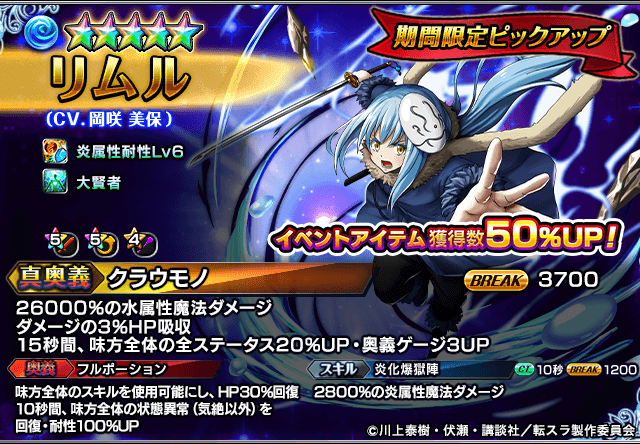 期間限定ピックアップ
リムル
(CV.岡咲 美保)
炎属性耐性Lv6
大賢者
5 5 4
イベントアイテム獲得数50%UP!
真奥義 クラウモノ BREAK 3700
26000%の水属性魔法ダメージ
ダメージの3%HP吸収
15秒間、味方全体の全ステータス20%UP・奥義ゲージ3UP
奥義 フルポーション
味方全体のスキルを使用可能にし、HP30%回復
10秒間、味方全体の状態異常(気絶以外)を
回復・耐性100%UP
スキル 炎化爆獄陣 CT 10秒 BREAK 1200
2800%の炎属性魔法ダメージ
©川上泰樹・伏瀬・講談社/転スラ製作委員会